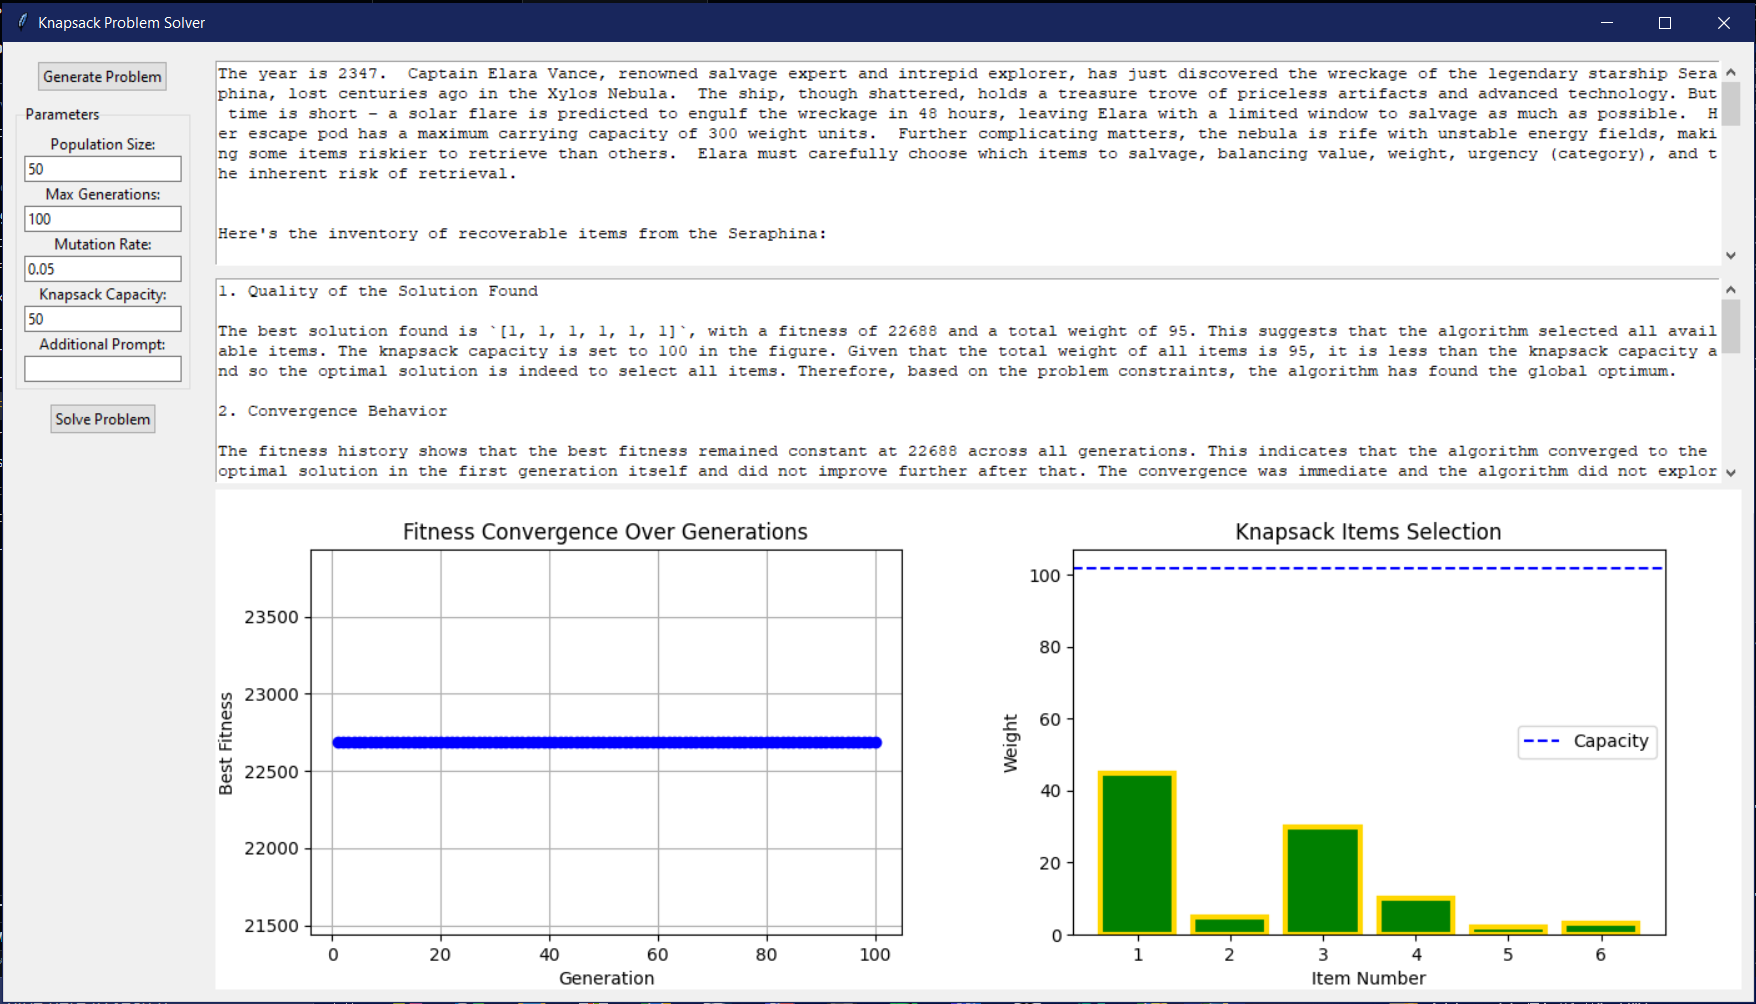 Knapsack Problem Solver
Generate Problem
Parameters
Population Size:
50
Max Generations:
100
Mutation Rate:
0.05
Knapsack Capacity:
50
Additional Prompt:
Solve Problem
The year is 2347.  Captain Elara Vance, renowned salvage expert and intrepid explorer, has just discovered the wreckage of the legendary starship Sera
phina, lost centuries ago in the Xylos Nebula.  The ship, though shattered, holds a treasure trove of priceless artifacts and advanced technology. But
time is short – a solar flare is predicted to engulf the wreckage in 48 hours, leaving Elara with a limited window to salvage as much as possible.  H
er escape pod has a maximum carrying capacity of 300 weight units.  Further complicating matters, the nebula is rife with unstable energy fields, maki
ng some items riskier to retrieve than others.  Elara must carefully choose which items to salvage, balancing value, weight, urgency (category), and t
he inherent risk of retrieval.
Here's the inventory of recoverable items from the Seraphina:
1. Quality of the Solution Found
The best solution found is `[1, 1, 1, 1, 1, 1]`, with a fitness of 22688 and a total weight of 95. This suggests that the algorithm selected all avail
able items. The knapsack capacity is set to 100 in the figure. Given that the total weight of all items is 95, it is less than the knapsack capacity a
nd so the optimal solution is indeed to select all items. Therefore, based on the problem constraints, the algorithm has found the global optimum.
2. Convergence Behavior
The fitness history shows that the best fitness remained constant at 22688 across all generations. This indicates that the algorithm converged to the
optimal solution in the first generation itself and did not improve further after that. The convergence was immediate and the algorithm did not explor
Fitness Convergence Over Generations
Best Fitness
23500
23000
22500
22000
21500
0 20 40 60 80 100
Generation
Knapsack Items Selection
Weight
100
80
60
40
20
0
Capacity
1 2 3 4 5 6
Item Number